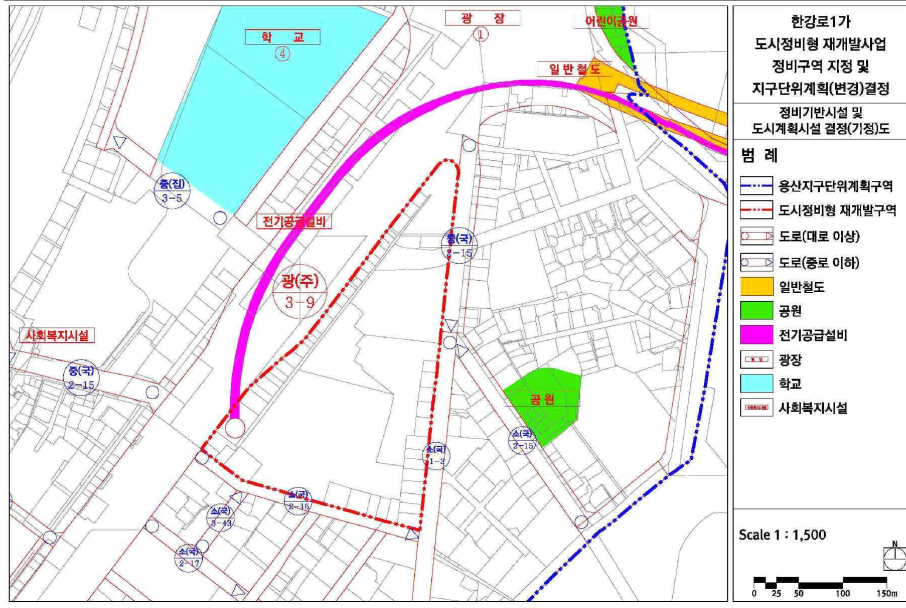 광 장
①
어린이공원
학 교
④
일반철도
중(집)
3-5
전기공급설비
중(국)
2-15
광(주)
3-9
사회복지시설
중(국)
2-15
공 원
소(국)
2-15
소(국)
1-2
소(국)
2-16
소(국)
3-43
소(국)
2-17
한강로1가
도시정비형 재개발사업
정비구역 지정 및
지구단위계획(변경)결정
정비기반시설 및
도시계획시설 결정(기정)도
범 례
용산지구단위계획구역
도시정비형 재개발구역
도로(대로 이상)
도로(중로 이하)
일반철도
공원
전기공급설비
광장
학교
사회복지시설
Scale 1 : 1,500
N
0 25 50 100 150m